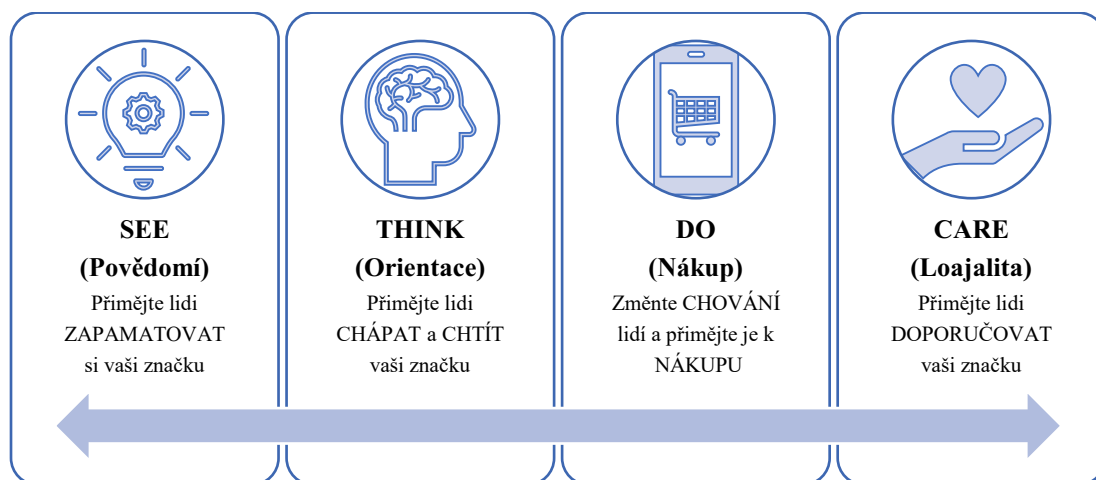 SEE
(Povědomí)
Přimějte lidi
ZAPAMATOVAT
si vaši značku
THINK
(Orientace)
Přimějte lidi
CHÁPAT a CHTÍT
vaši značku
DO
(Nákup)
Změnte CHOVÁNÍ
lidí a přimějte je k
NÁKUPU
CARE
(Loajalita)
Přimějte lidi
DOPORUČOVAT
vaši značku